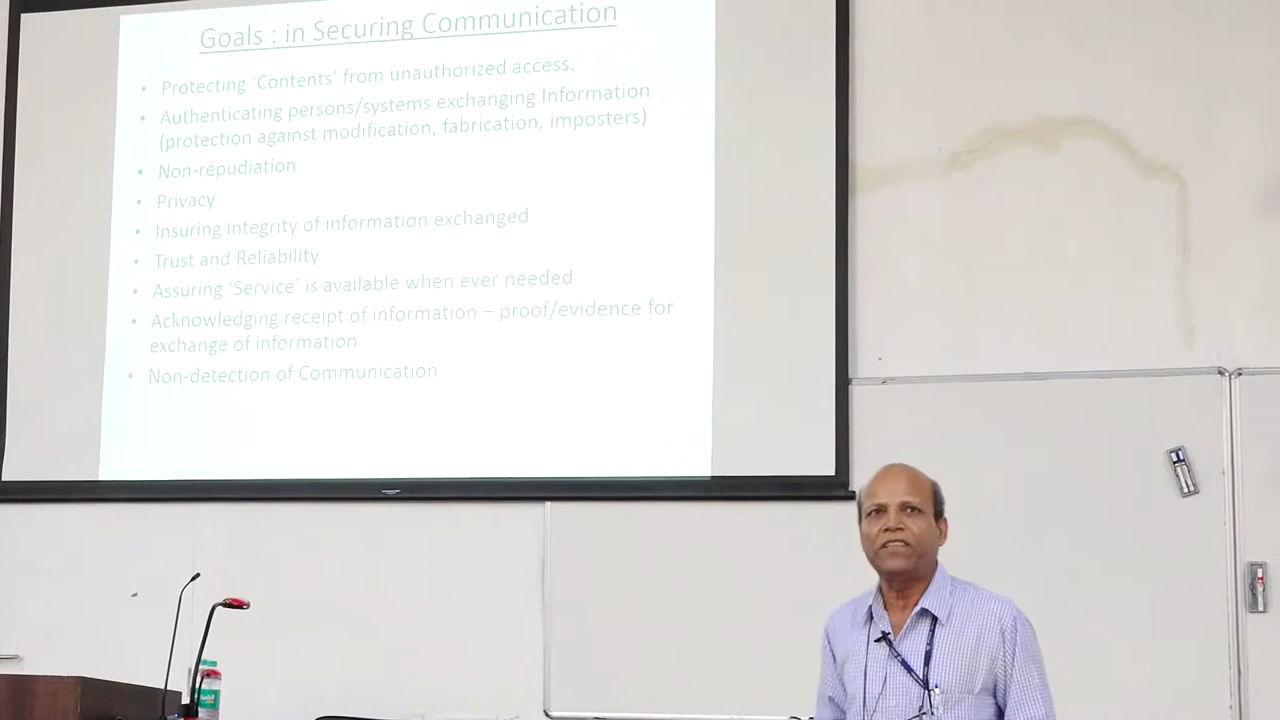 Goals : in Securing Communication
• Protecting ‘Contents’ from unauthorized access,
• Authenticating persons/systems exchanging Information
(protection against modification, fabrication, imposters)
• Non-repudiation
• Privacy
• Insuring integrity of information exchanged
• Trust and Reliability
• Assuring ‘Service’ is available when ever needed
• Acknowledging receipt of information – proof/evidence for
exchange of information
• Non-detection of Communication